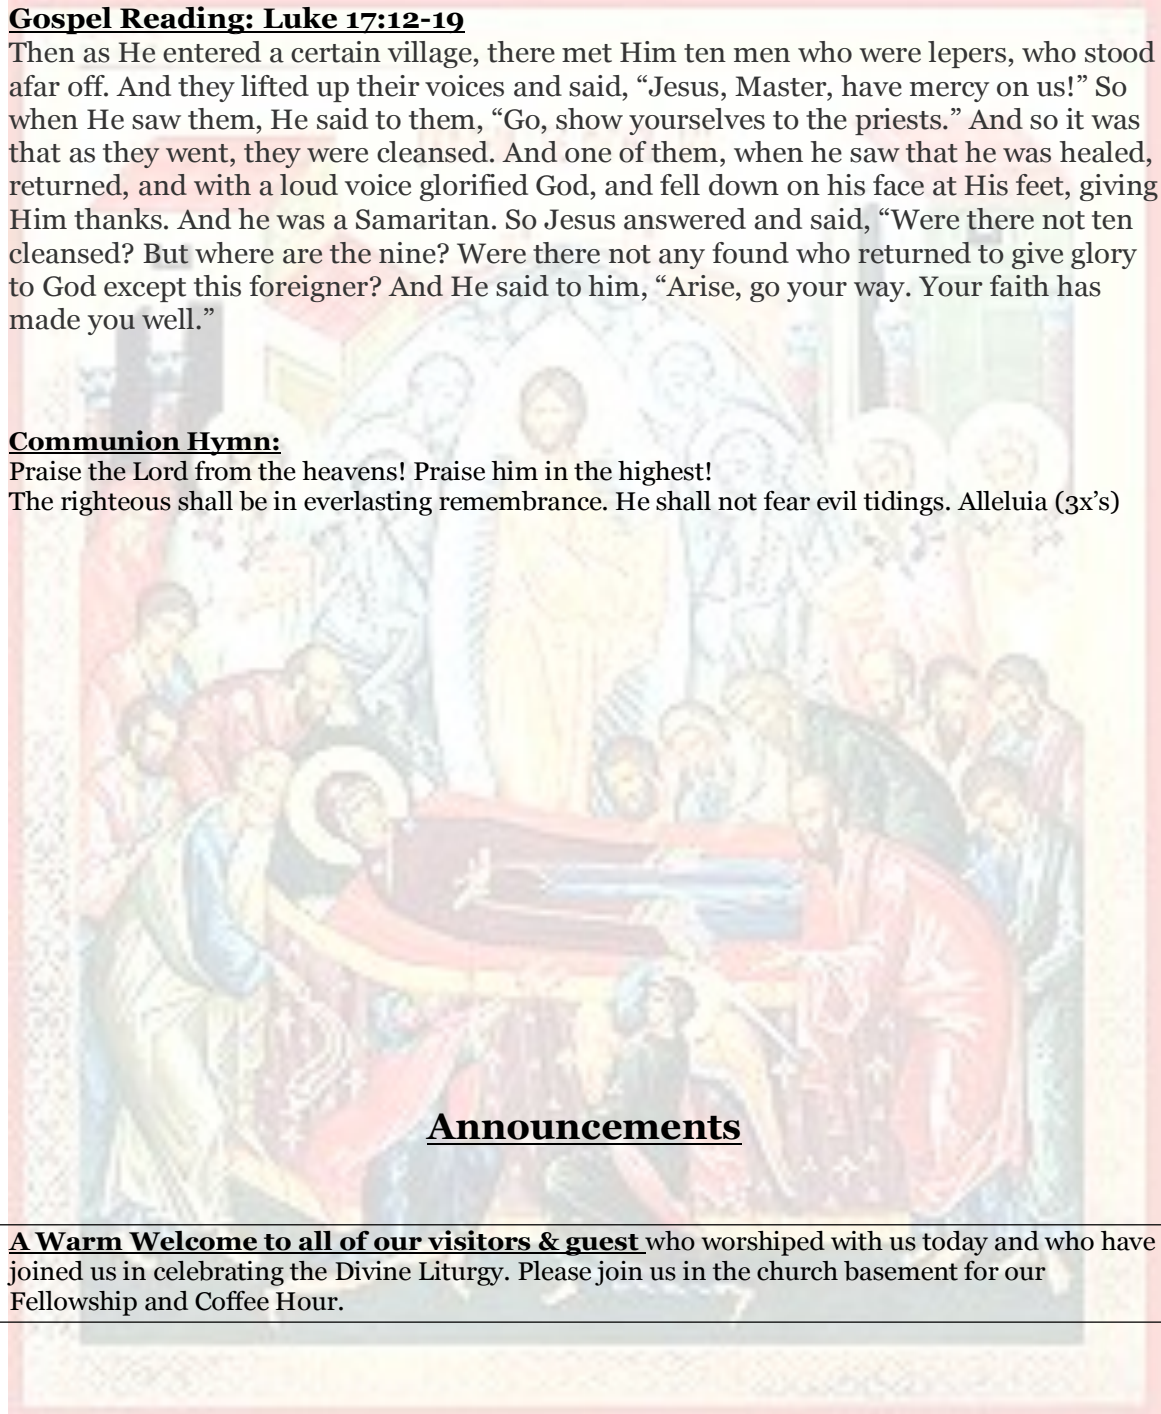 Gospel Reading: Luke 17:12-19
Then as He entered a certain village, there met Him ten men who were lepers, who stood
afar off. And they lifted up their voices and said, “Jesus, Master, have mercy on us!” So
when He saw them, He said to them, “Go, show yourselves to the priests.” And so it was
that as they went, they were cleansed. And one of them, when he saw that he was healed,
returned, and with a loud voice glorified God, and fell down on his face at His feet, giving
Him thanks. And he was a Samaritan. So Jesus answered and said, “Were there not ten
cleansed? But where are the nine? Were there not any found who returned to give glory
to God except this foreigner? And He said to him, “Arise, go your way. Your faith has
made you well.”
Communion Hymn:
Praise the Lord from the heavens! Praise him in the highest!
The righteous shall be in everlasting remembrance. He shall not fear evil tidings. Alleluia (3x’s)
Announcements
A Warm Welcome to all of our visitors & guest who worshiped with us today and who have
joined us in celebrating the Divine Liturgy. Please join us in the church basement for our
Fellowship and Coffee Hour.